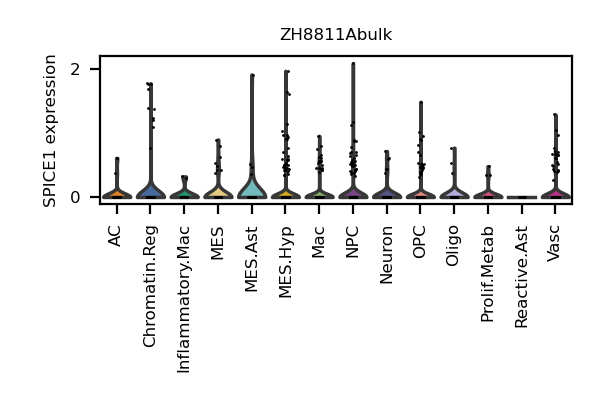 ZH8811Abulk
SPICE1 expression
2
0
AC
Chromatin.Reg
Inflammatory.Mac
MES
MES.Ast
MES.Hyp
Mac
NPC
Neuron
OPC
Oligo
Prolif.Metab
Reactive.Ast
Vasc